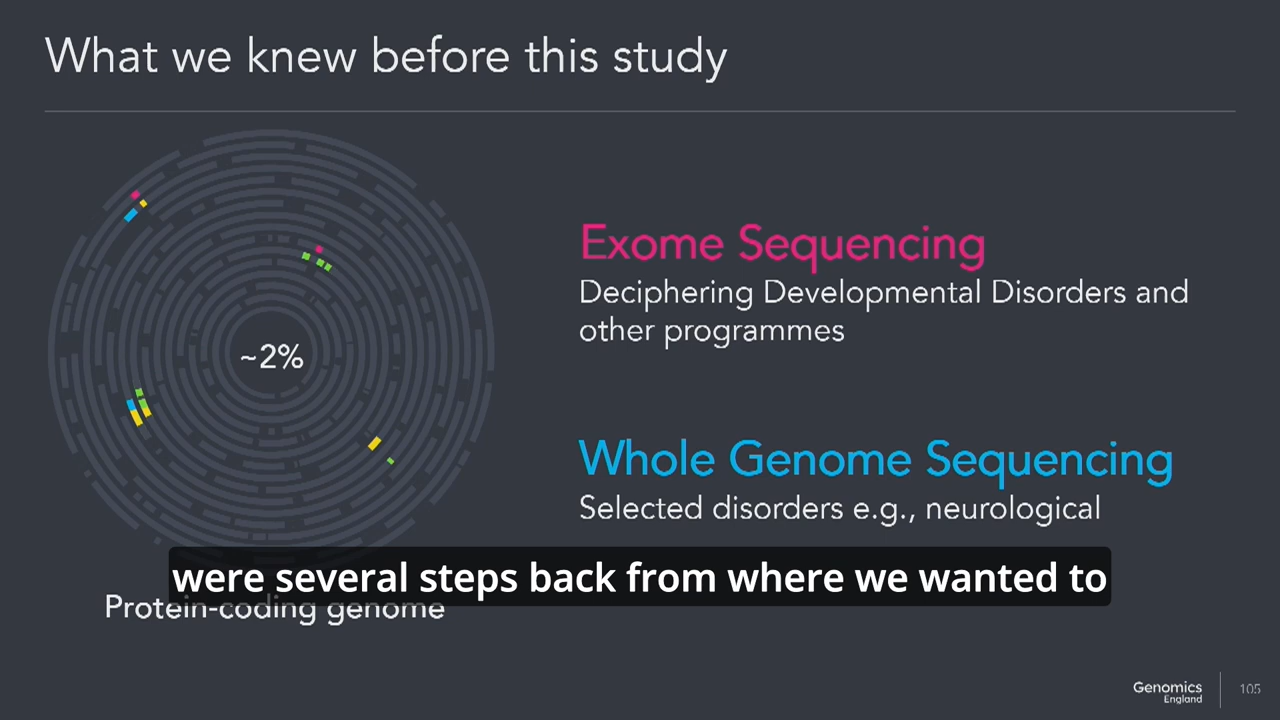 What we knew before this study
~2%
Exome Sequencing
Deciphering Developmental Disorders and
other programmes
Whole Genome Sequencing
Selected disorders e.g., neurological
were several steps back from where we wanted to
Protein-coding genome
Genomics
England
105